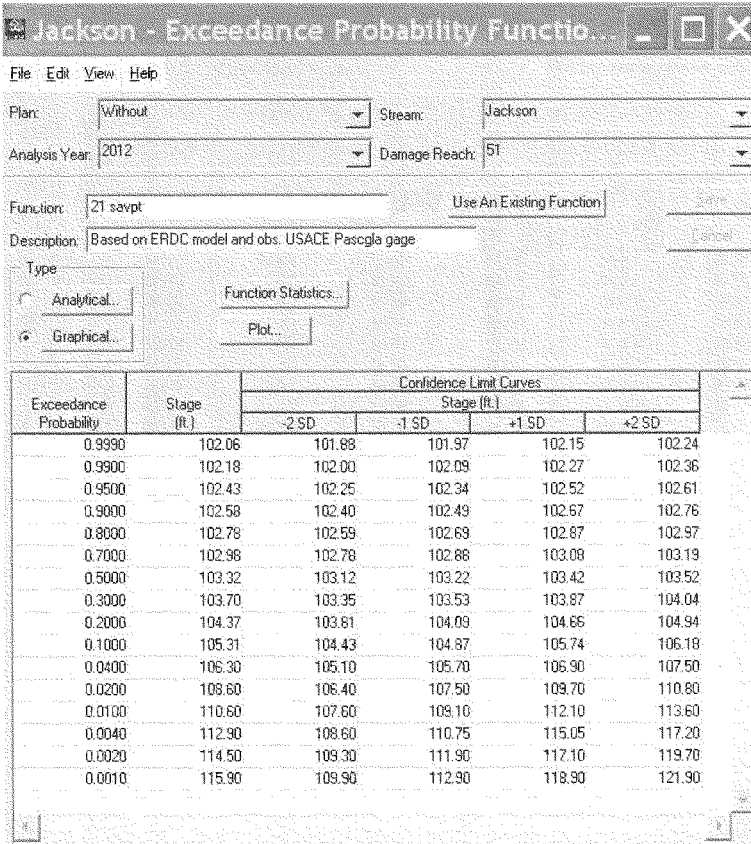 Jackson - Exceedance Probability Functio...
File Edit View Help
Plan: Without Stream: Jackson
Analysis Year: 2012 Damage Reach: 51
Function: 21 savpt Use An Existing Function Save
Description: Based on ERDC model and obs. USACE Pascgla gage Cancel
Type
Analytical... Function Statistics...
Graphical... Plot...
Confidence Limit Curves
Exceedance Stage Stage (ft.)
Probability (ft.) -2 SD -1 SD +1 SD +2 SD
0.9990 102.06 101.88 101.97 102.15 102.24
0.9900 102.18 102.00 102.09 102.27 102.36
0.9500 102.43 102.25 102.34 102.52 102.61
0.9000 102.58 102.40 102.49 102.67 102.76
0.8000 102.78 102.59 102.69 102.87 102.97
0.7000 102.98 102.78 102.88 103.08 103.19
0.5000 103.32 103.12 103.22 103.42 103.52
0.3000 103.70 103.35 103.53 103.87 104.04
0.2000 104.37 103.81 104.09 104.66 104.94
0.1000 105.31 104.43 104.87 105.74 106.18
0.0400 106.30 105.10 105.70 106.90 107.50
0.0200 108.60 106.40 107.50 109.70 110.80
0.0100 110.60 107.60 109.10 112.10 113.60
0.0040 112.90 108.60 110.75 115.05 117.20
0.0020 114.50 109.30 111.90 117.10 119.70
0.0010 115.90 109.90 112.90 118.90 121.90